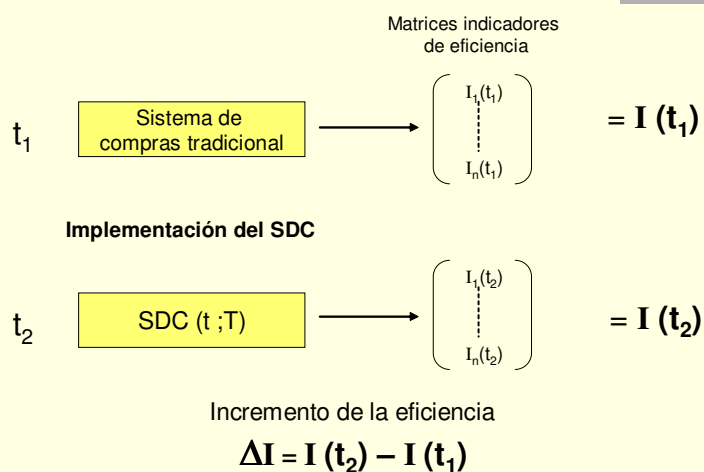 Matrices indicadores
de eficiencia
t₁
Sistema de
compras tradicional
I₁(t₁)
Iₙ(t₁)
= I (t₁)
Implementación del SDC
t₂
SDC (t ;T)
I₁(t₂)
Iₙ(t₂)
= I (t₂)
Incremento de la eficiencia
ΔI = I (t₂) – I (t₁)